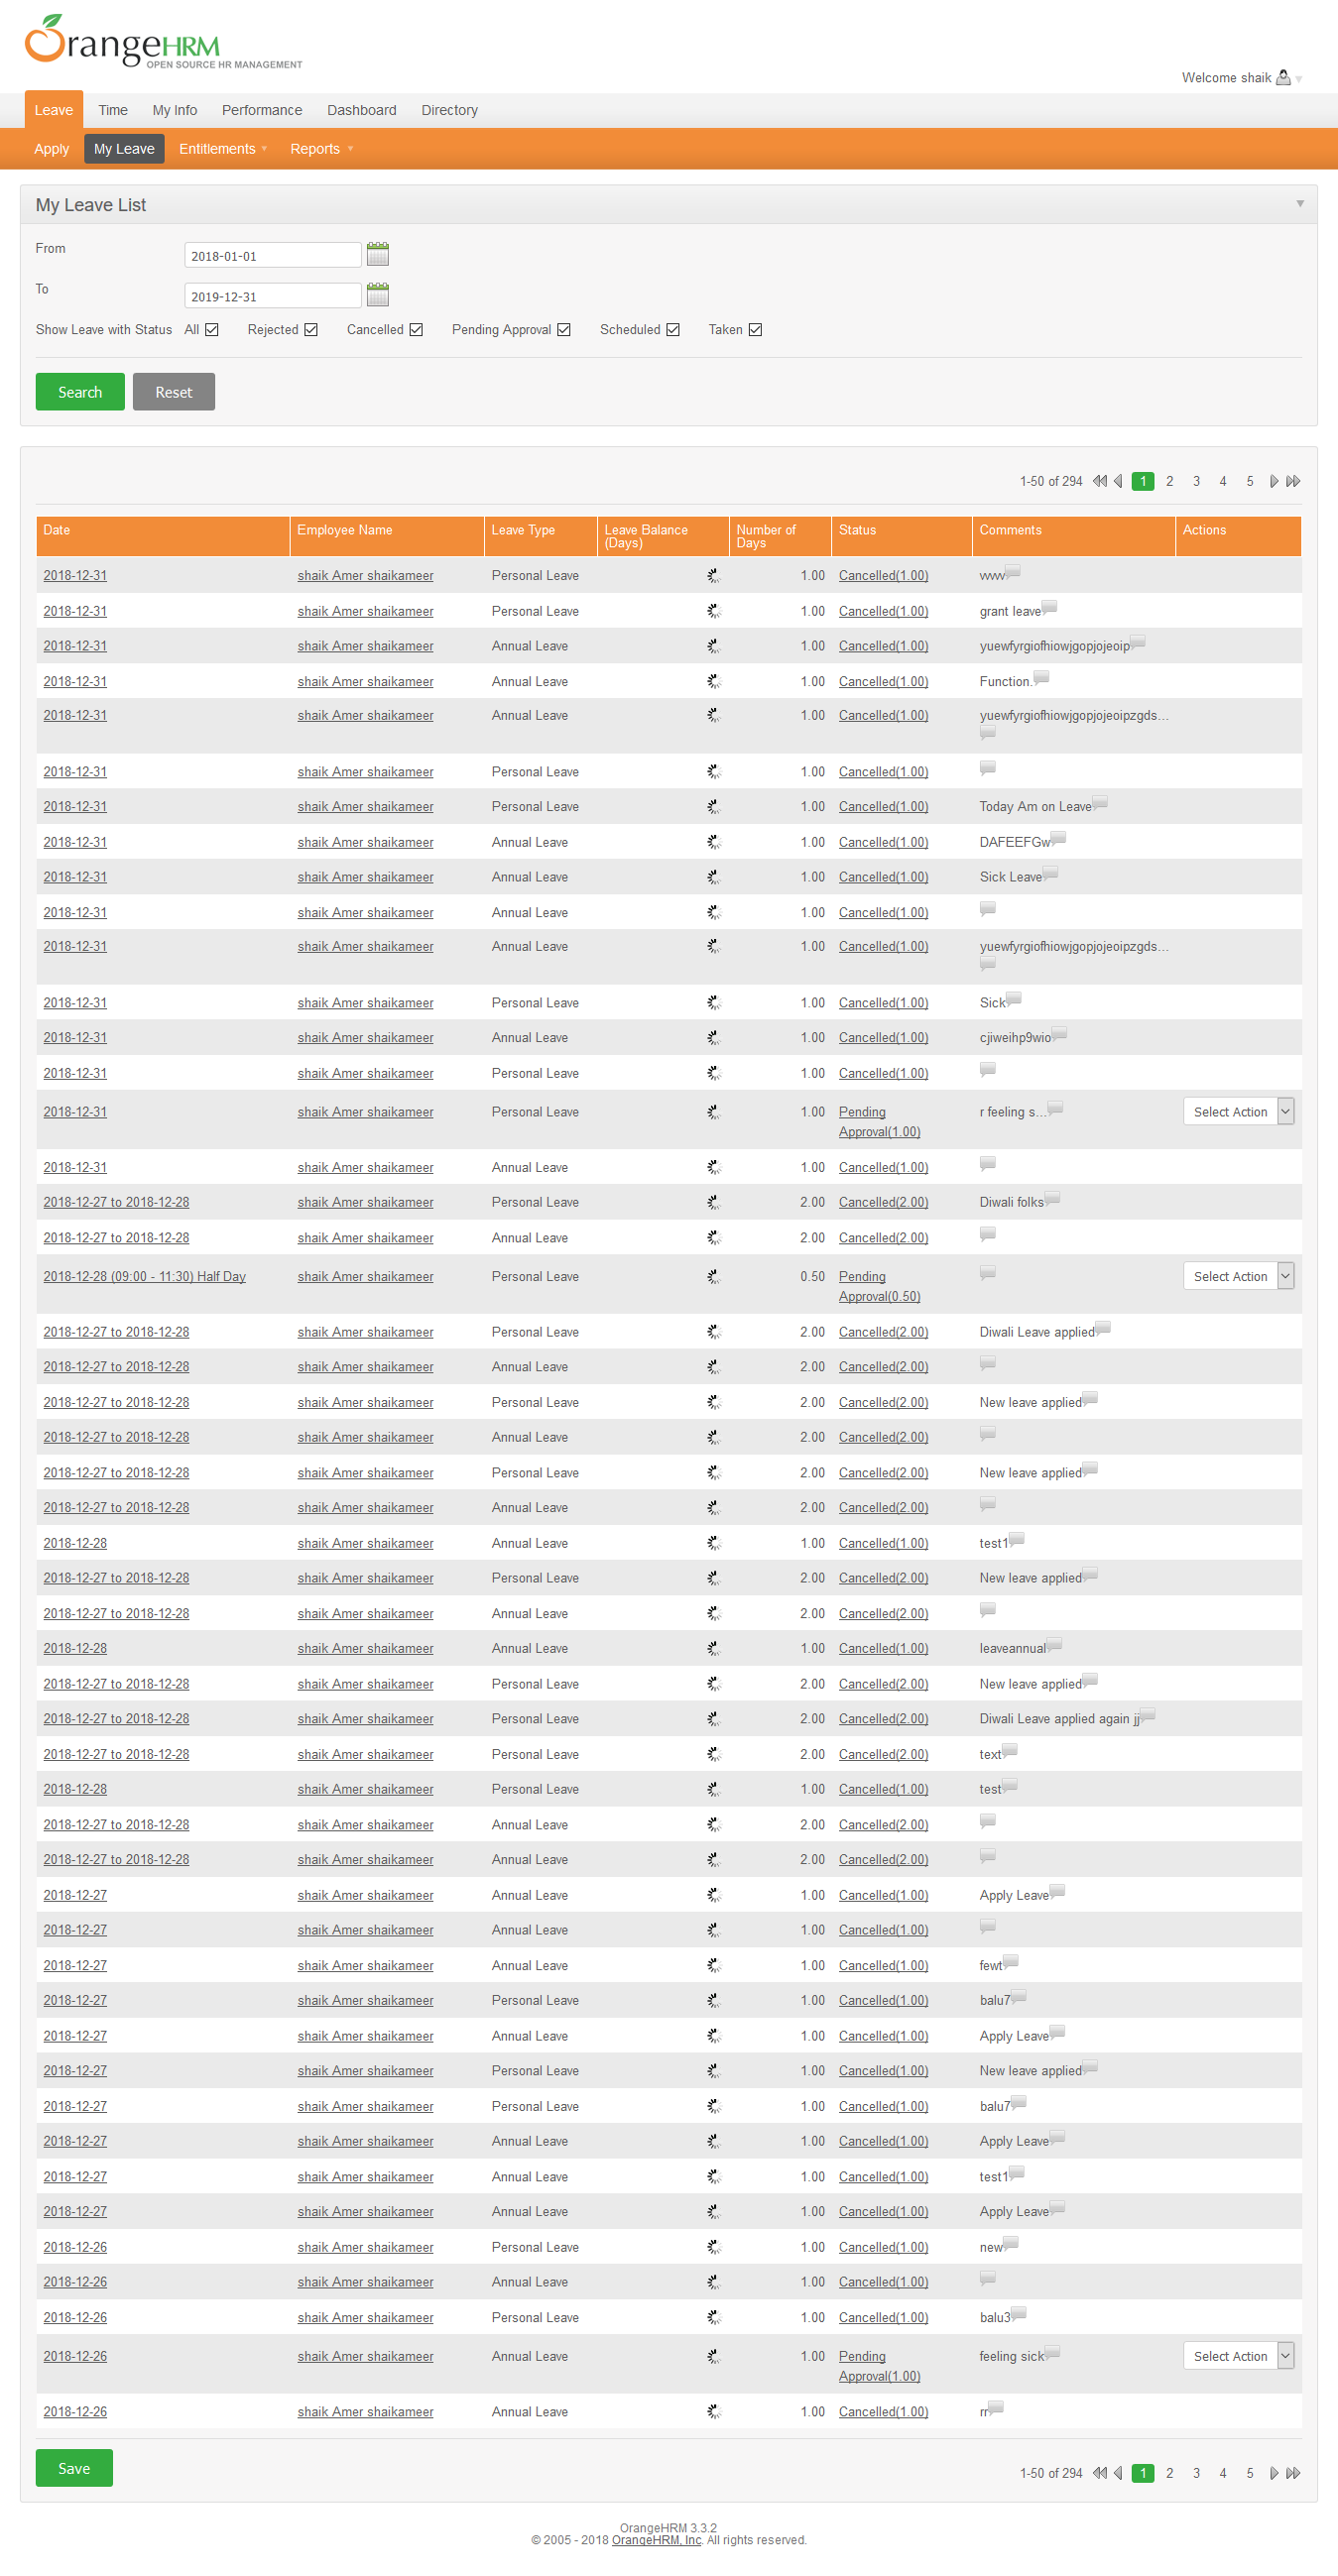 OrangeHRM
OPEN SOURCE HR MANAGEMENT
Welcome shaik
Leave Time My Info Performance Dashboard Directory
Apply My Leave Entitlements Reports
My Leave List
From 2018-01-01
To 2019-12-31
Show Leave with Status All Rejected Cancelled Pending Approval Scheduled Taken
Search Reset
1-50 of 294 1 2 3 4 5
Date Employee Name Leave Type Leave Balance (Days) Number of Days Status Comments Actions
2018-12-31 shaik Amer shaikameer Personal Leave 1.00 Cancelled(1.00)
2018-12-31 shaik Amer shaikameer Personal Leave 1.00 Cancelled(1.00) grant leave
2018-12-31 shaik Amer shaikameer Annual Leave 1.00 Cancelled(1.00) yuewfyrgiofhiowjgopjojeoip
2018-12-31 shaik Amer shaikameer Annual Leave 1.00 Cancelled(1.00) Function.
2018-12-31 shaik Amer shaikameer Annual Leave 1.00 Cancelled(1.00) yuewfyrgiofhiowjgopjojeoipzgds...
2018-12-31 shaik Amer shaikameer Personal Leave 1.00 Cancelled(1.00)
2018-12-31 shaik Amer shaikameer Personal Leave 1.00 Cancelled(1.00) Today Am on Leave
2018-12-31 shaik Amer shaikameer Annual Leave 1.00 Cancelled(1.00) DAFEEFGw
2018-12-31 shaik Amer shaikameer Annual Leave 1.00 Cancelled(1.00) Sick Leave
2018-12-31 shaik Amer shaikameer Annual Leave 1.00 Cancelled(1.00)
2018-12-31 shaik Amer shaikameer Annual Leave 1.00 Cancelled(1.00) yuewfyrgiofhiowjgopjojeoipzgds...
2018-12-31 shaik Amer shaikameer Personal Leave 1.00 Cancelled(1.00) Sick
2018-12-31 shaik Amer shaikameer Annual Leave 1.00 Cancelled(1.00) cjiweihp9wio
2018-12-31 shaik Amer shaikameer Personal Leave 1.00 Cancelled(1.00)
2018-12-31 shaik Amer shaikameer Personal Leave 1.00 Pending Approval(1.00) r feeling s... Select Action
2018-12-31 shaik Amer shaikameer Annual Leave 1.00 Cancelled(1.00)
2018-12-27 to 2018-12-28 shaik Amer shaikameer Personal Leave 2.00 Cancelled(2.00) Diwali folks
2018-12-27 to 2018-12-28 shaik Amer shaikameer Annual Leave 2.00 Cancelled(2.00)
2018-12-28 (09:00 - 11:30) Half Day shaik Amer shaikameer Personal Leave 0.50 Pending Approval(0.50) Select Action
2018-12-27 to 2018-12-28 shaik Amer shaikameer Personal Leave 2.00 Cancelled(2.00) Diwali Leave applied
2018-12-27 to 2018-12-28 shaik Amer shaikameer Annual Leave 2.00 Cancelled(2.00)
2018-12-27 to 2018-12-28 shaik Amer shaikameer Personal Leave 2.00 Cancelled(2.00) New leave applied
2018-12-27 to 2018-12-28 shaik Amer shaikameer Annual Leave 2.00 Cancelled(2.00)
2018-12-27 to 2018-12-28 shaik Amer shaikameer Personal Leave 2.00 Cancelled(2.00) New leave applied
2018-12-27 to 2018-12-28 shaik Amer shaikameer Annual Leave 2.00 Cancelled(2.00)
2018-12-28 shaik Amer shaikameer Annual Leave 1.00 Cancelled(1.00) test1
2018-12-27 to 2018-12-28 shaik Amer shaikameer Personal Leave 2.00 Cancelled(2.00) New leave applied
2018-12-27 to 2018-12-28 shaik Amer shaikameer Annual Leave 2.00 Cancelled(2.00)
2018-12-28 shaik Amer shaikameer Annual Leave 1.00 Cancelled(1.00) leaveannual
2018-12-27 to 2018-12-28 shaik Amer shaikameer Personal Leave 2.00 Cancelled(2.00) New leave applied
2018-12-27 to 2018-12-28 shaik Amer shaikameer Personal Leave 2.00 Cancelled(2.00) Diwali Leave applied again jj
2018-12-27 to 2018-12-28 shaik Amer shaikameer Personal Leave 2.00 Cancelled(2.00) text
2018-12-28 shaik Amer shaikameer Personal Leave 1.00 Cancelled(1.00) test
2018-12-27 to 2018-12-28 shaik Amer shaikameer Annual Leave 2.00 Cancelled(2.00)
2018-12-27 to 2018-12-28 shaik Amer shaikameer Annual Leave 2.00 Cancelled(2.00)
2018-12-27 shaik Amer shaikameer Annual Leave 1.00 Cancelled(1.00) Apply Leave
2018-12-27 shaik Amer shaikameer Annual Leave 1.00 Cancelled(1.00)
2018-12-27 shaik Amer shaikameer Annual Leave 1.00 Cancelled(1.00) fewt
2018-12-27 shaik Amer shaikameer Personal Leave 1.00 Cancelled(1.00) balu7
2018-12-27 shaik Amer shaikameer Annual Leave 1.00 Cancelled(1.00) Apply Leave
2018-12-27 shaik Amer shaikameer Personal Leave 1.00 Cancelled(1.00) New leave applied
2018-12-27 shaik Amer shaikameer Personal Leave 1.00 Cancelled(1.00) balu7
2018-12-27 shaik Amer shaikameer Annual Leave 1.00 Cancelled(1.00) Apply Leave
2018-12-27 shaik Amer shaikameer Annual Leave 1.00 Cancelled(1.00) test1
2018-12-27 shaik Amer shaikameer Annual Leave 1.00 Cancelled(1.00) Apply Leave
2018-12-26 shaik Amer shaikameer Personal Leave 1.00 Cancelled(1.00) new
2018-12-26 shaik Amer shaikameer Annual Leave 1.00 Cancelled(1.00)
2018-12-26 shaik Amer shaikameer Personal Leave 1.00 Cancelled(1.00) balu3
2018-12-26 shaik Amer shaikameer Annual Leave 1.00 Pending Approval(1.00) feeling sick Select Action
2018-12-26 shaik Amer shaikameer Annual Leave 1.00 Cancelled(1.00) rr
Save 1-50 of 294 1 2 3 4 5
OrangeHRM 3.3.2
© 2005 - 2018 OrangeHRM, Inc. All rights reserved.